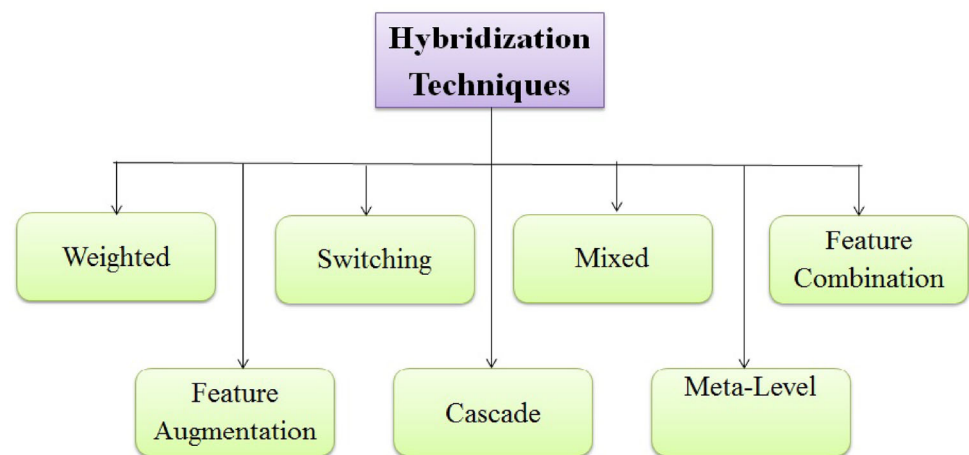 Hybridization
Techniques
Weighted
Switching
Mixed
Feature
Combination
Feature
Augmentation
Cascade
Meta-Level